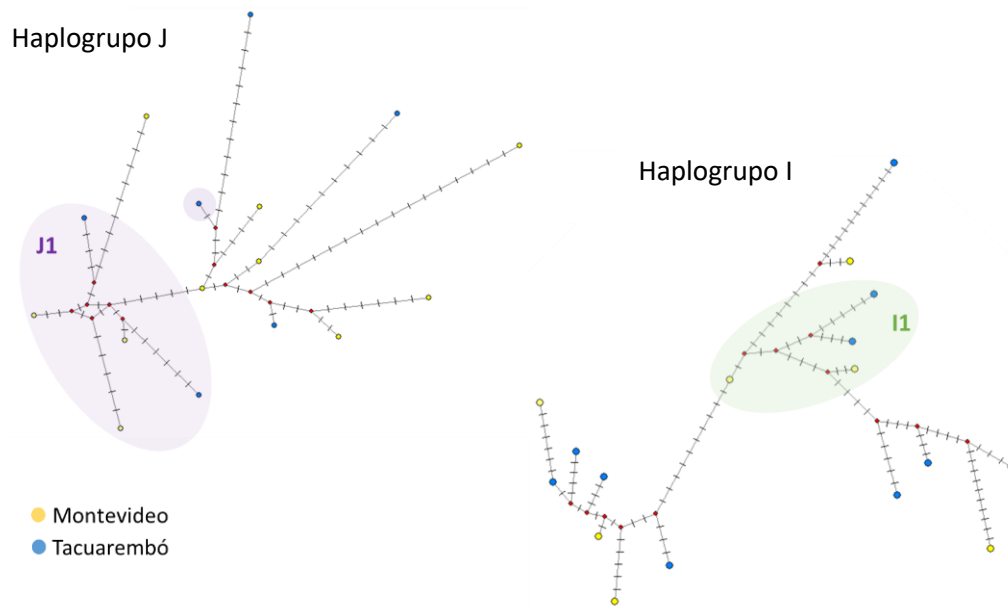 Haplogrupo J
Haplogrupo I
J1
I1
Montevideo
Tacuarembó